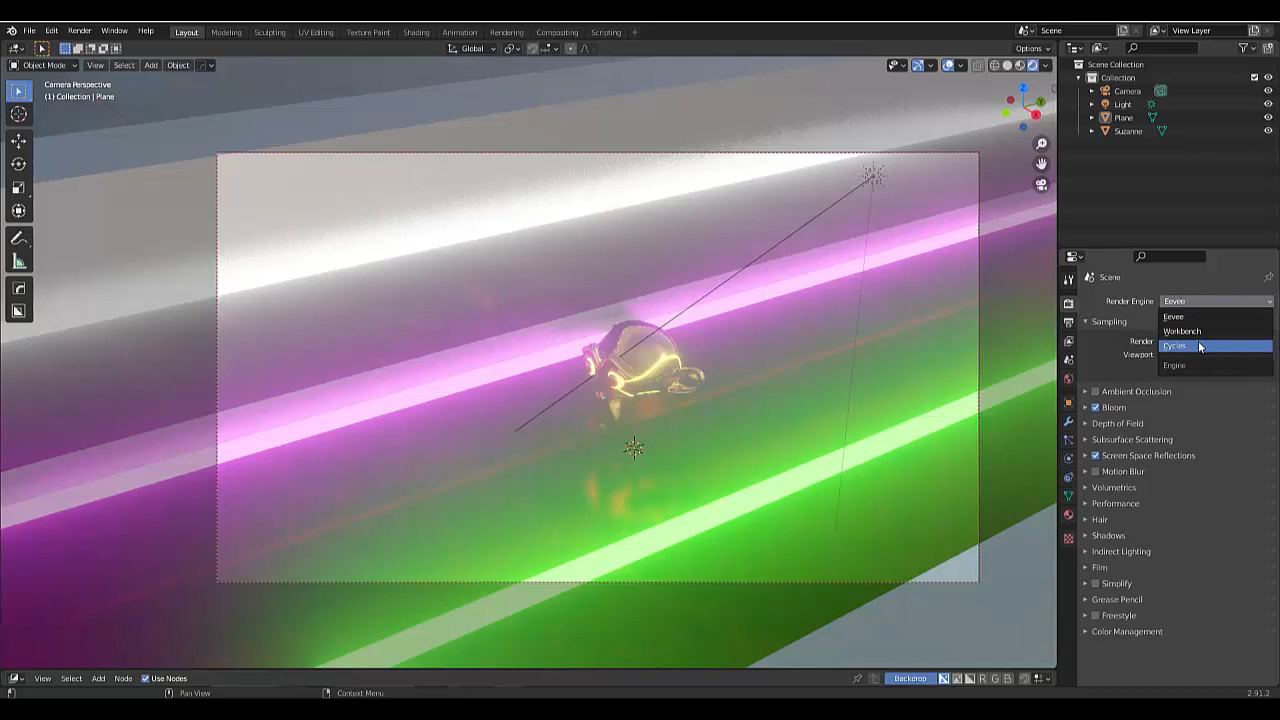 File Edit Render Window Help Layout Modeling Sculpting UV Editing Texture Paint Shading Animation Rendering Compositing Scripting + Scene View Layer
Global Options
Object Mode View Select Add Object
Camera Perspective
(1) Collection | Plane
Scene Collection
Collection
Camera
Light
Plane
Suzanne
Scene
Render Engine Eevee
Eevee
Sampling
Workbench
Render
Cycles
Viewport
Engine
Ambient Occlusion
Bloom
Depth of Field
Subsurface Scattering
Screen Space Reflections
Motion Blur
Volumetrics
Performance
Hair
Shadows
Indirect Lighting
Film
Simplify
Grease Pencil
Freestyle
Color Management
View Select Add Node Use Nodes Backdrop R G B
Pan View Context Menu 2.91.2